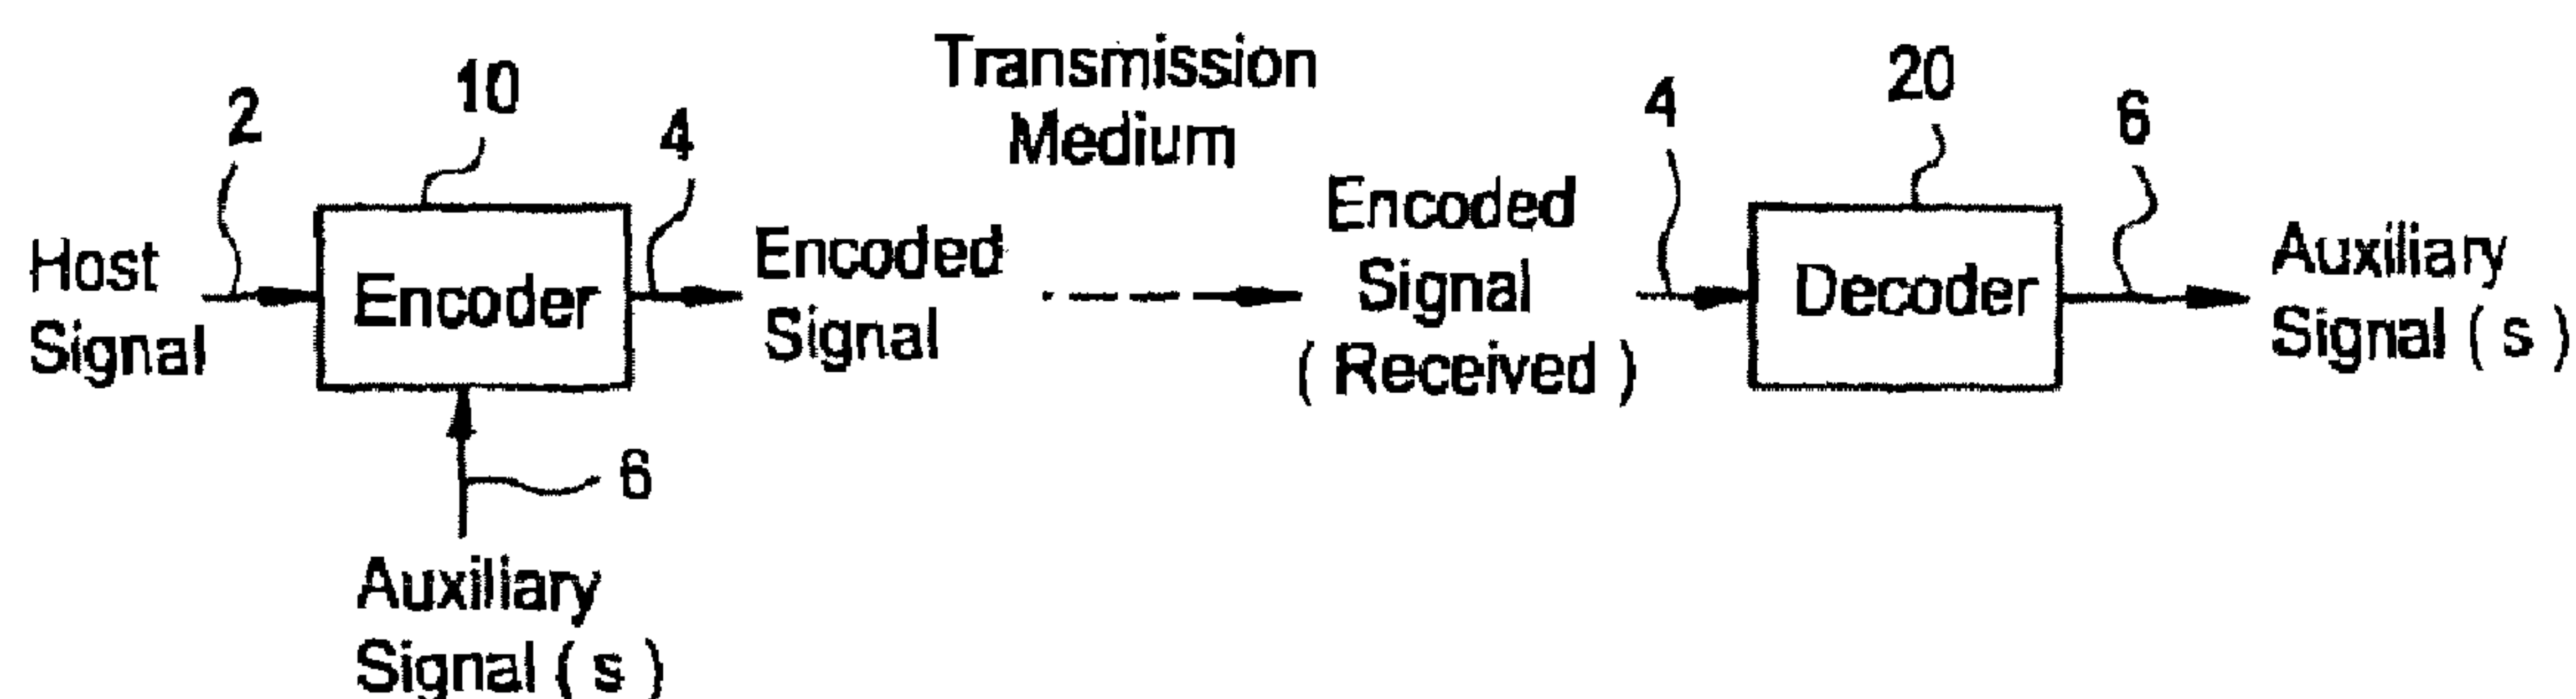 Transmission
Medium
2
10
4
4
20
6
Host
Signal
Encoder
Encoded
Signal
Encoded
Signal
( Received )
Decoder
Auxiliary
Signal ( s )
6
Auxiliary
Signal ( s )